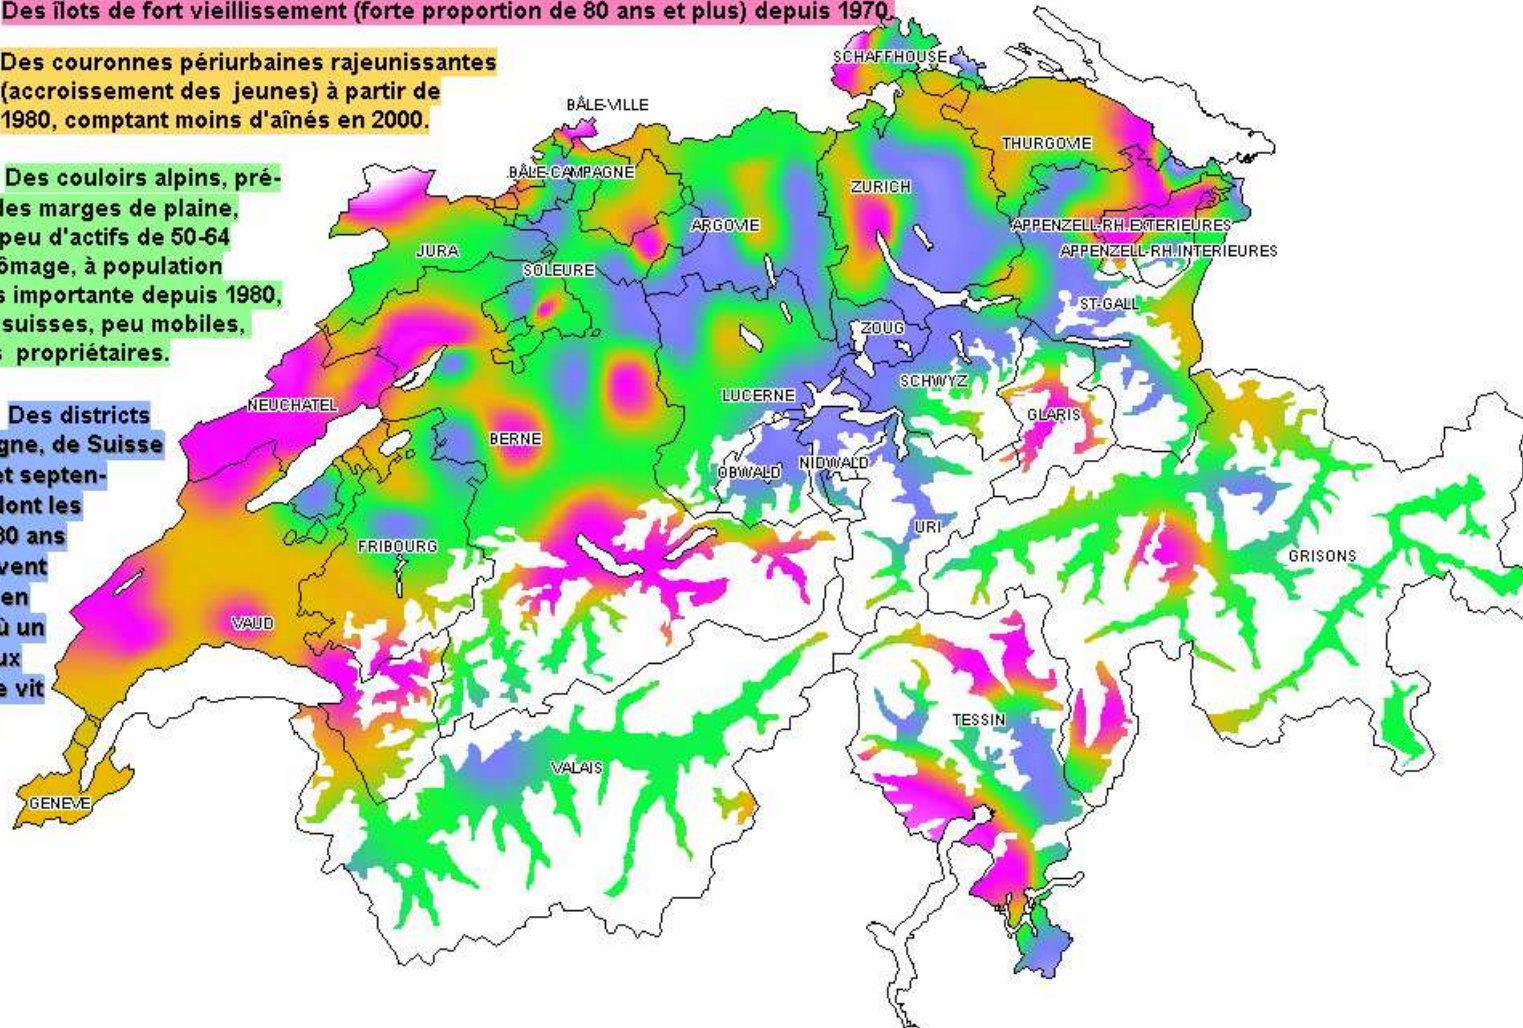 Des îlots de fort vieillissement (forte proportion de 80 ans et plus) depuis 1970.
Des couronnes périurbaines rajeunissantes
(accroissement des jeunes) à partir de
1980, comptant moins d'aînés en 2000.
Des couloirs alpins, pré-
des marges de plaine,
peu d'actifs de 50-64
ômage, à population
s importante depuis 1980,
suisses, peu mobiles,
s propriétaires.
Des districts
gne, de Suisse
et septen-
dont les
80 ans
vent
en
ù un
ux
e vit
SCHAFFHOUSE
BÂLE-VILLE
THURGOVIE
BÂLE-CAMPAGNE
ZURICH
ARGOVIE
APPENZELL-RH.EXTERIEURES
JURA
APPENZELL-RH.INTERIEURES
SOLEURE
ST-GALL
ZOUG
SCHWYZ
LUCERNE
NEUCHATEL
GLARIS
BERNE
NIDWALD
OBWALD
URI
FRIBOURG
GRISONS
VAUD
TESSIN
VALAIS
GENEVE